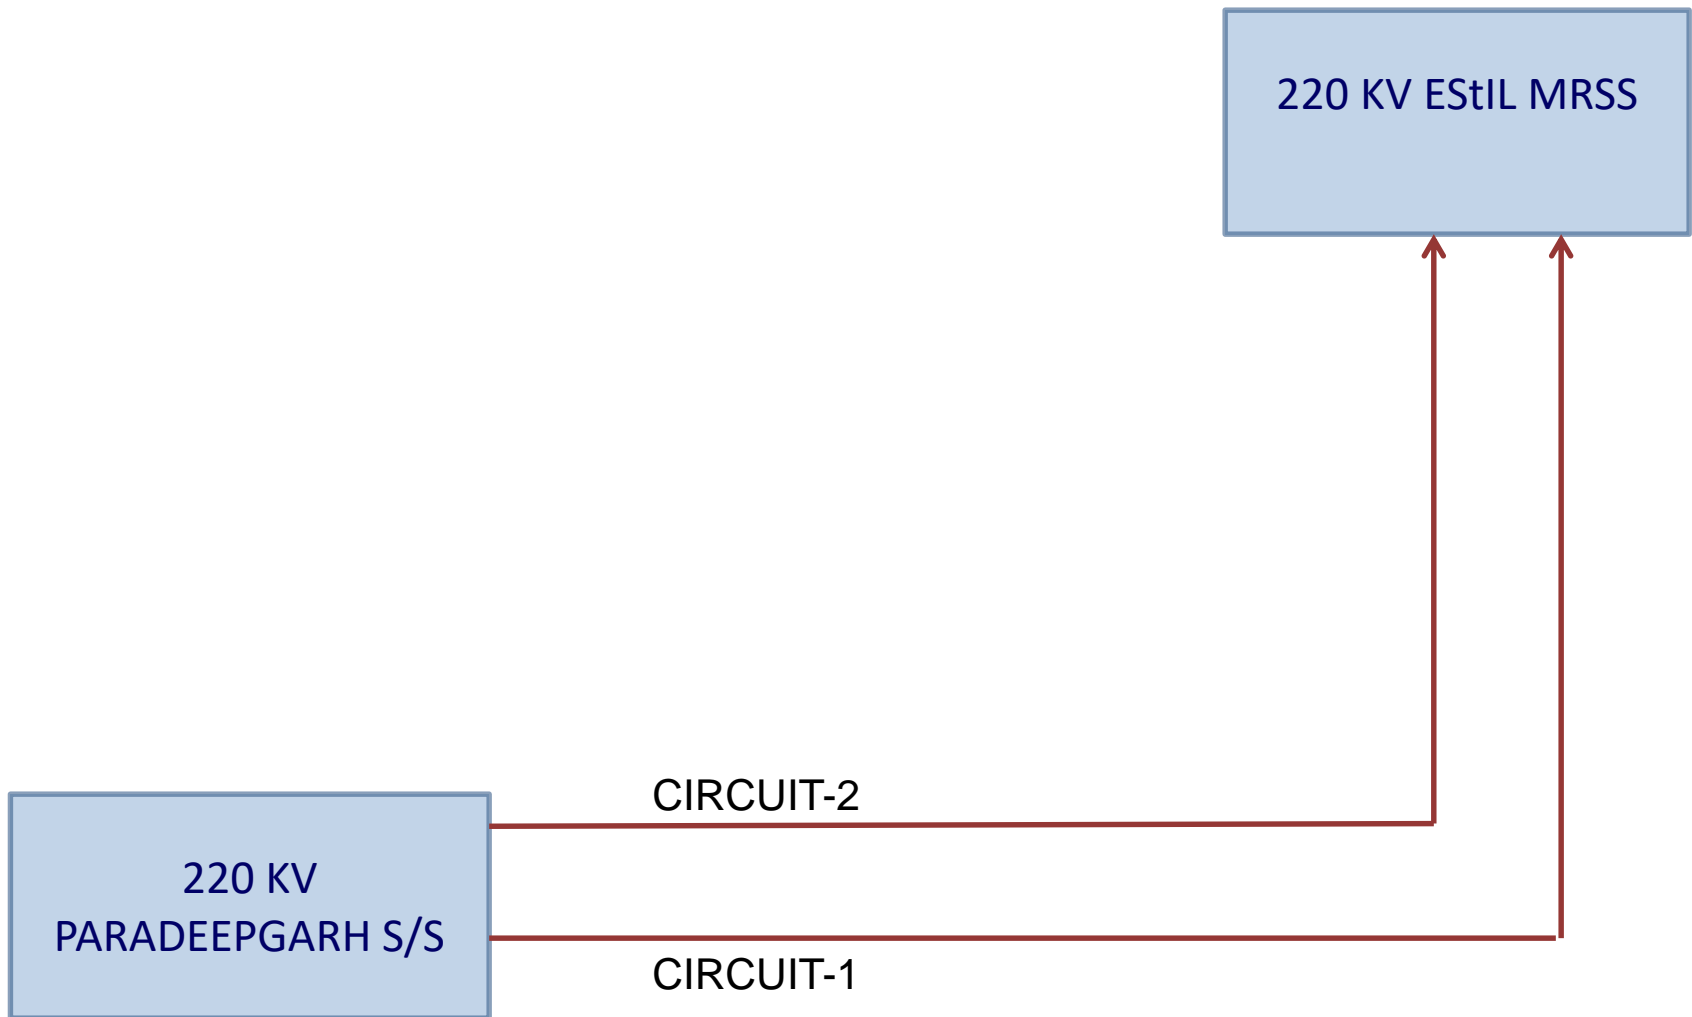 220 KV EStIL MRSS
CIRCUIT-2
220 KV
PARADEEPGARH S/S
CIRCUIT-1